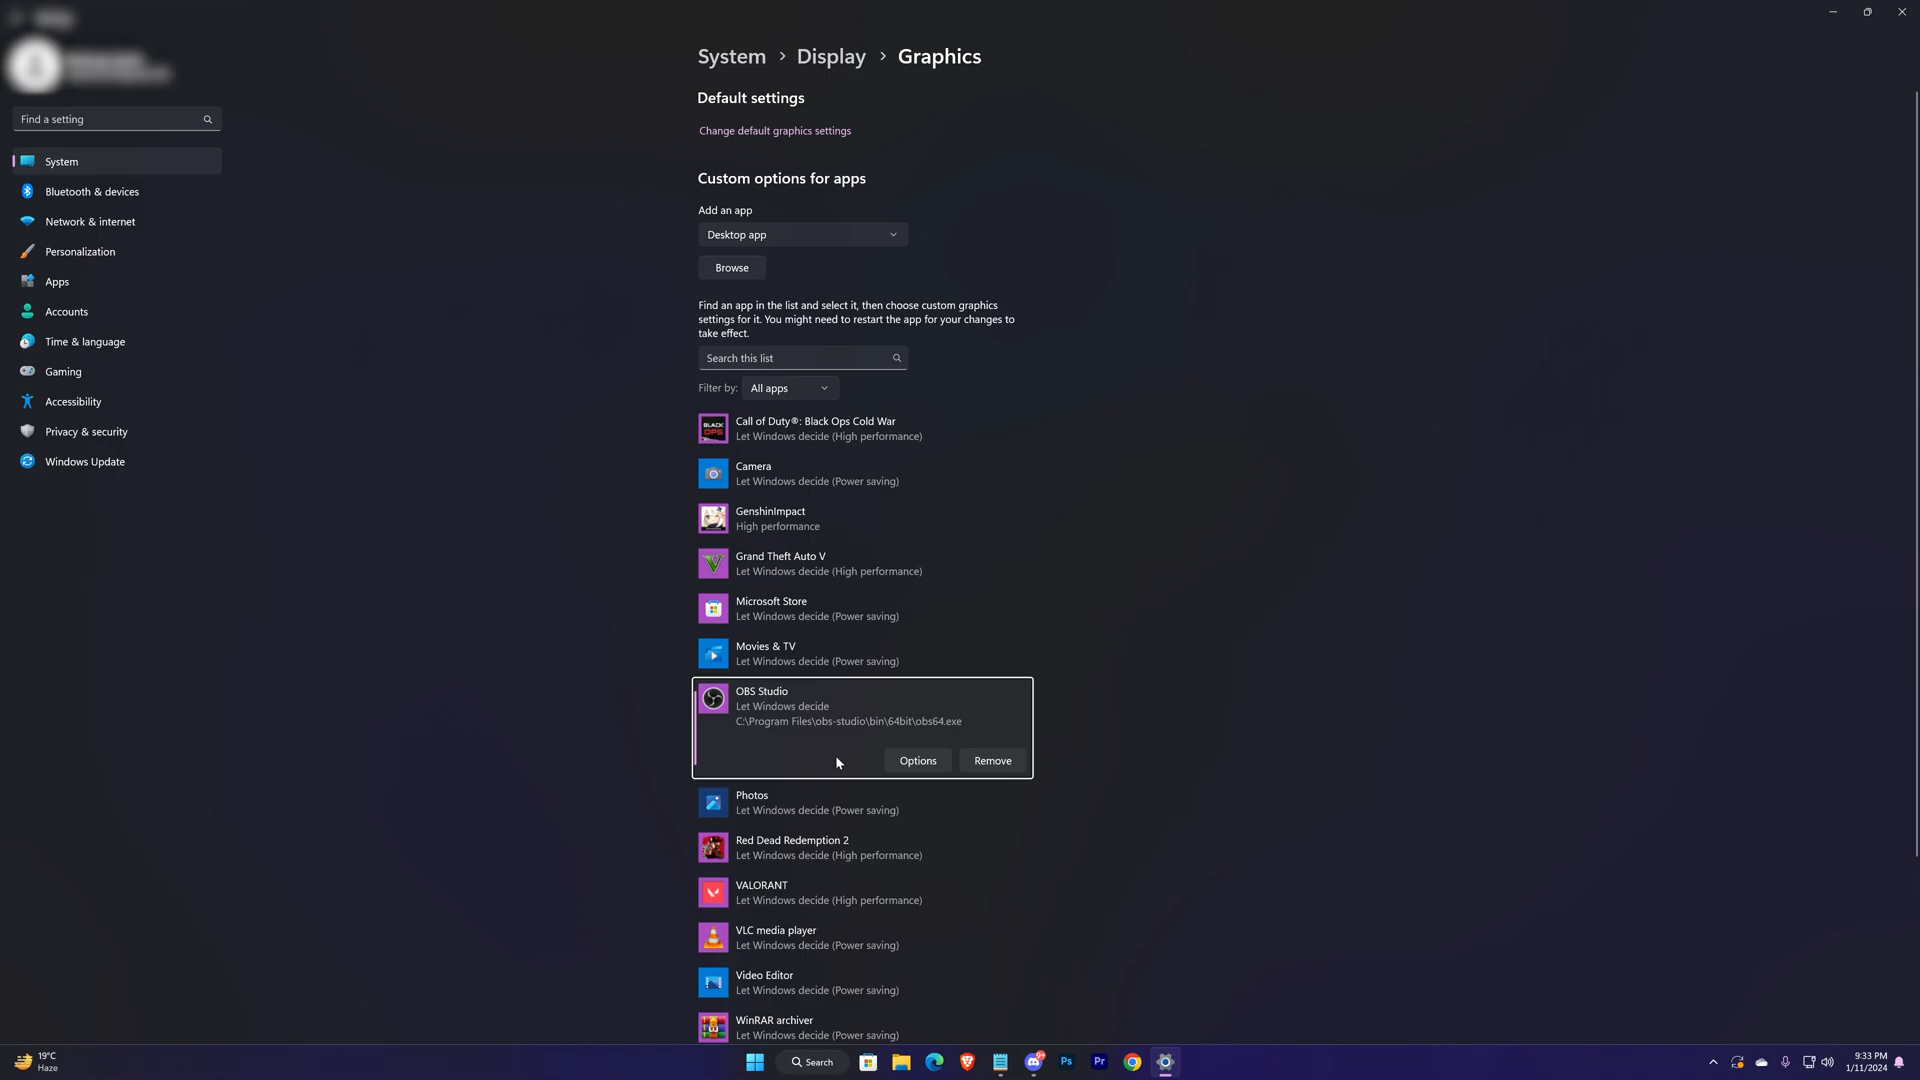 System > Display > Graphics
Default settings
Change default graphics settings
Custom options for apps
Add an app
Desktop app
Browse
Find an app in the list and select it, then choose custom graphics
settings for it. You might need to restart the app for your changes to
take effect.
Search this list
Filter by: All apps
Call of Duty®: Black Ops Cold War
Let Windows decide (High performance)
BLACK
OPS
Camera
Let Windows decide (Power saving)
GenshinImpact
High performance
Grand Theft Auto V
Let Windows decide (High performance)
Microsoft Store
Let Windows decide (Power saving)
Movies & TV
Let Windows decide (Power saving)
OBS Studio
Let Windows decide
C:\Program Files\obs-studio\bin\64bit\obs64.exe
Options
Remove
Photos
Let Windows decide (Power saving)
Red Dead Redemption 2
Let Windows decide (High performance)
VALORANT
Let Windows decide (High performance)
VLC media player
Let Windows decide (Power saving)
Video Editor
Let Windows decide (Power saving)
WinRAR archiver
Let Windows decide (Power saving)
Find a setting
System
Bluetooth & devices
Network & internet
Personalization
Apps
Accounts
Time & language
Gaming
Accessibility
Privacy & security
Windows Update
19°C
Haze
Search
9+
Ps
Pr
9:33 PM
1/11/2024